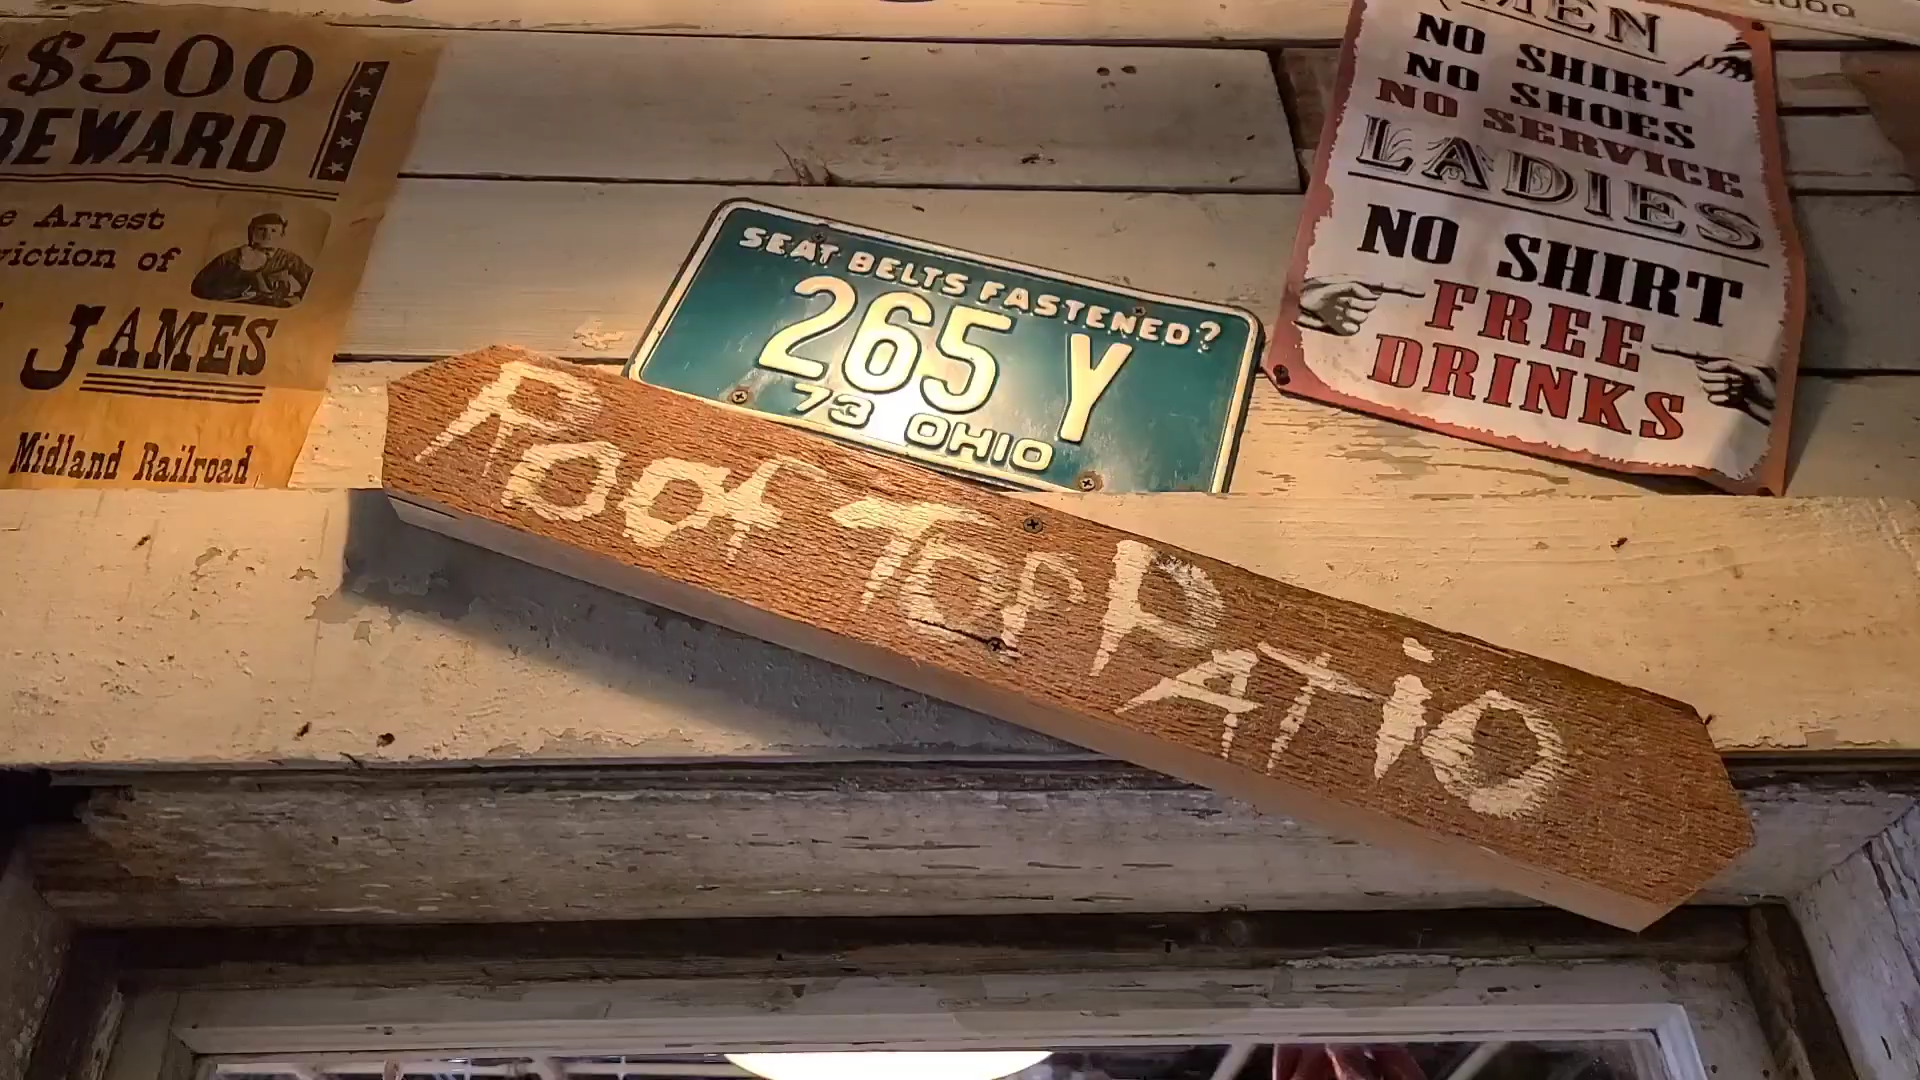 $500
REWARD
e Arrest
viction of
JAMES
Midland Railroad
SEAT BELTS FASTENED?
265 Y
73 OHIO
ROOF TOP PATiO
MEN
NO SHIRT
NO SHOES
NO SERVICE
LADIES
NO SHIRT
FREE
DRINKS